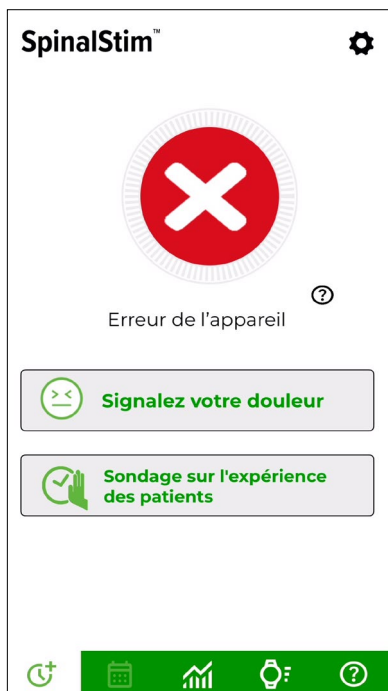 SpinalStim™
Erreur de l'appareil
Signalez votre douleur
Sondage sur l'expérience
des patients